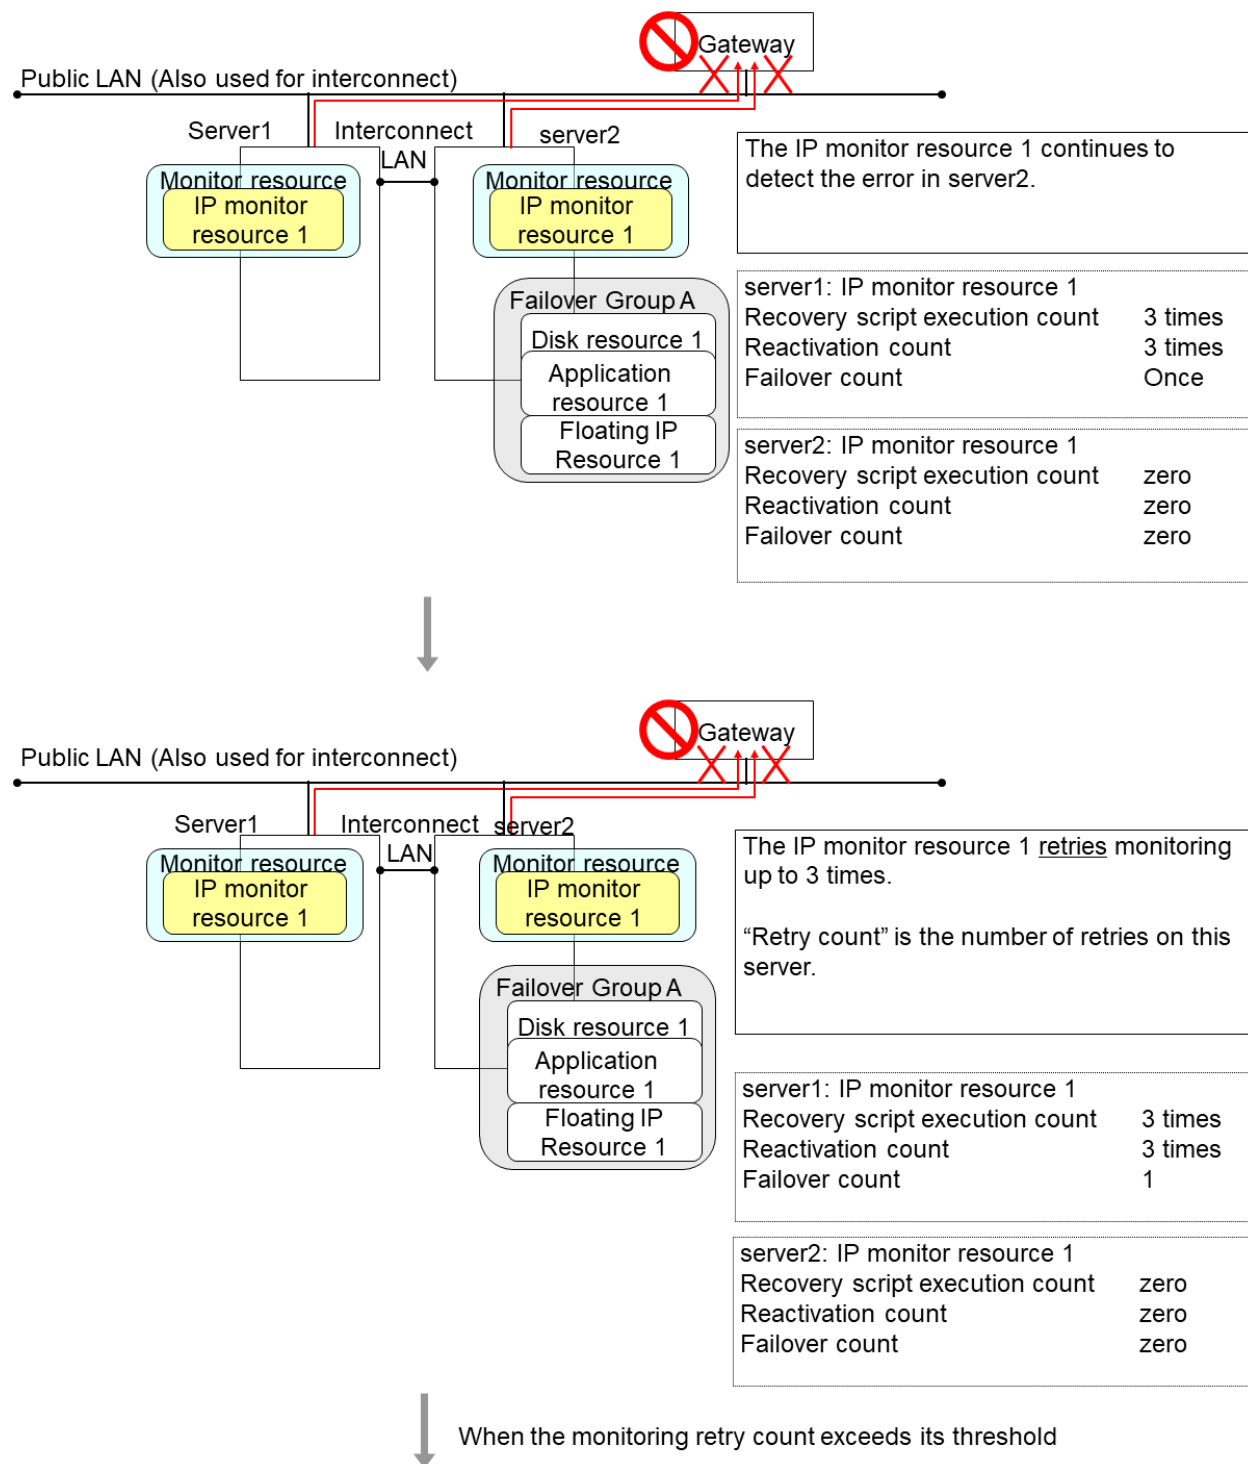 Gateway
Public LAN (Also used for interconnect)
Server1
Interconnect
LAN
server2
Monitor resource
IP monitor
resource 1
Monitor resource
IP monitor
resource 1
Failover Group A
Disk resource 1
Application
resource 1
Floating IP
Resource 1
The IP monitor resource 1 continues to
detect the error in server2.
server1: IP monitor resource 1
Recovery script execution count 3 times
Reactivation count 3 times
Failover count Once
server2: IP monitor resource 1
Recovery script execution count zero
Reactivation count zero
Failover count zero
Gateway
Public LAN (Also used for interconnect)
Server1
Interconnect
LAN
server2
Monitor resource
IP monitor
resource 1
Monitor resource
IP monitor
resource 1
Failover Group A
Disk resource 1
Application
resource 1
Floating IP
Resource 1
The IP monitor resource 1 retries monitoring
up to 3 times.
“Retry count” is the number of retries on this
server.
server1: IP monitor resource 1
Recovery script execution count 3 times
Reactivation count 3 times
Failover count 1
server2: IP monitor resource 1
Recovery script execution count zero
Reactivation count zero
Failover count zero
When the monitoring retry count exceeds its threshold